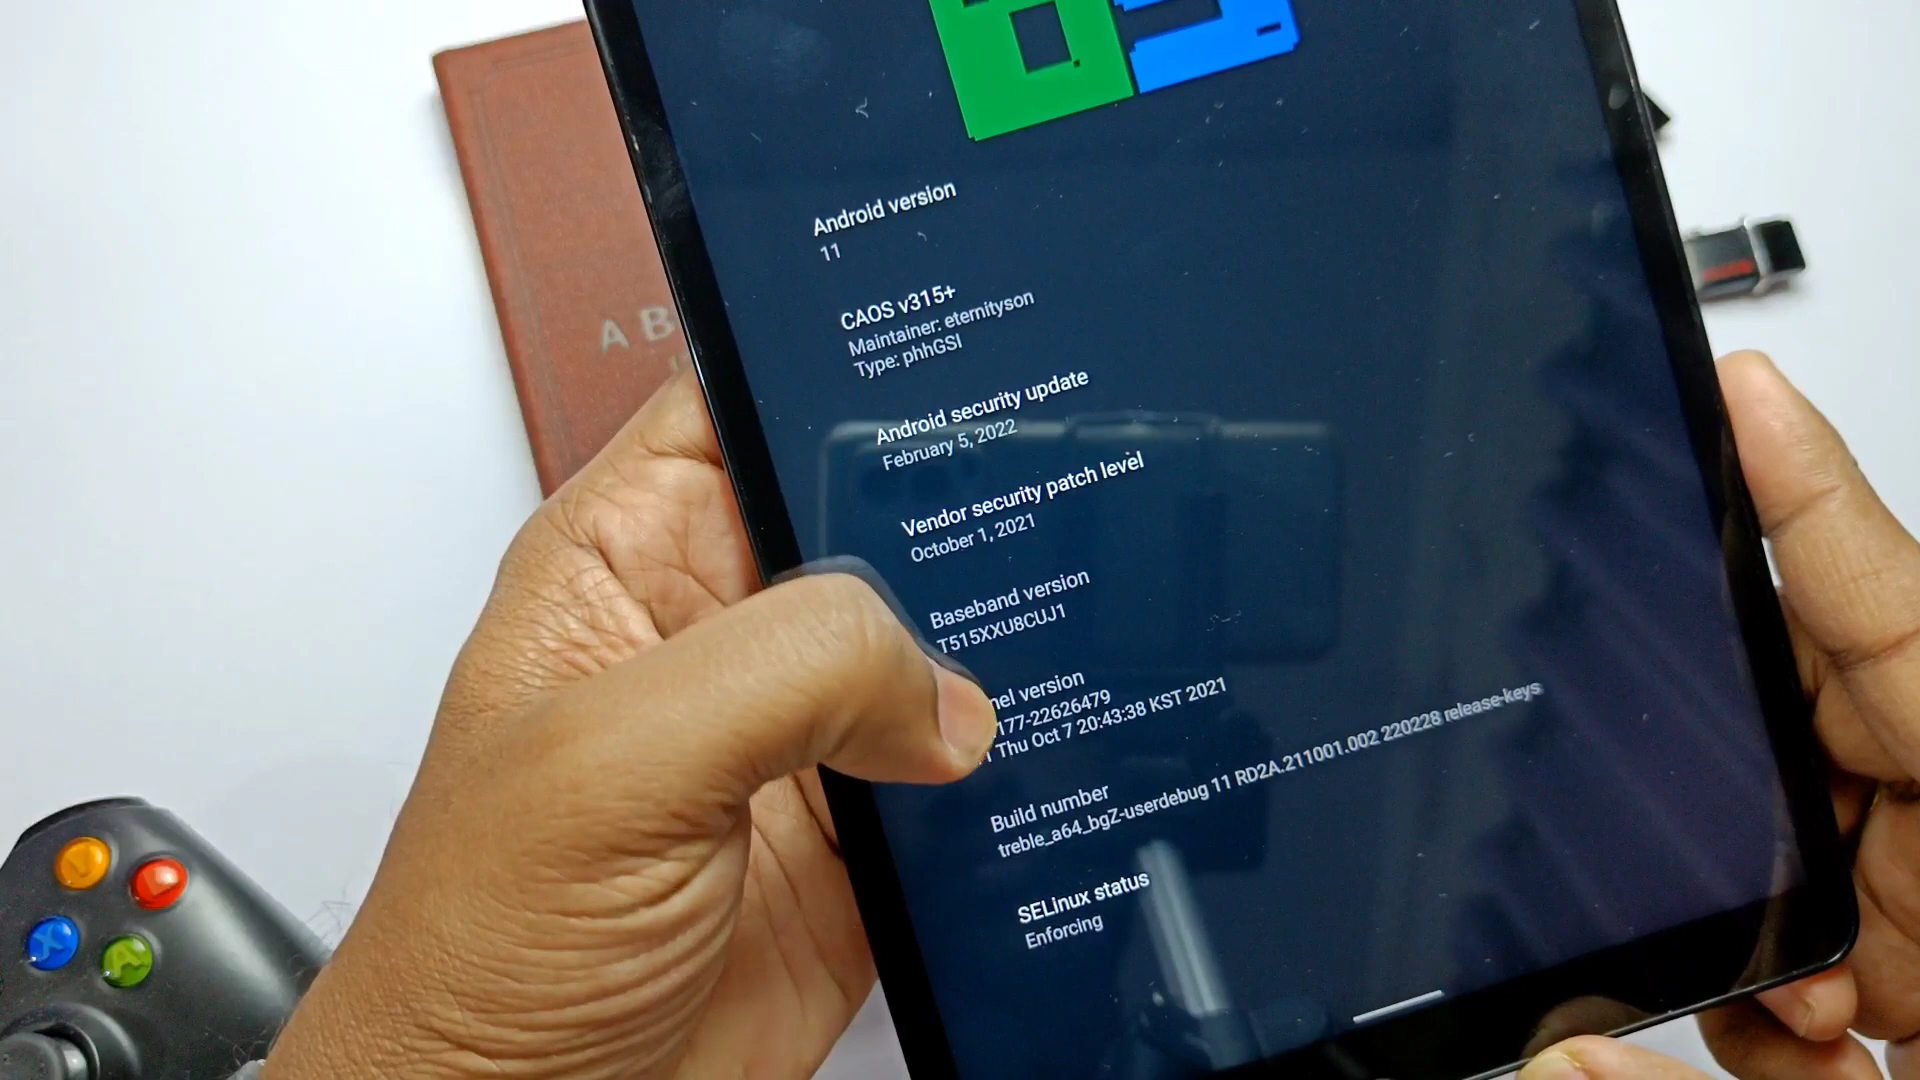 Android version
11
CAOS v315+
Maintainer: eternityson
Type: phhGSI
Android security update
February 5, 2022
Vendor security patch level
October 1, 2021
Baseband version
T515XXU8CUJ1
nel version
177-22626479
1 Thu Oct 7 20:43:38 KST 2021
Build number
treble_a64_bgZ-userdebug 11 RD2A.211001.002 220228 release-keys
SELinux status
Enforcing
A B
Y
X
A